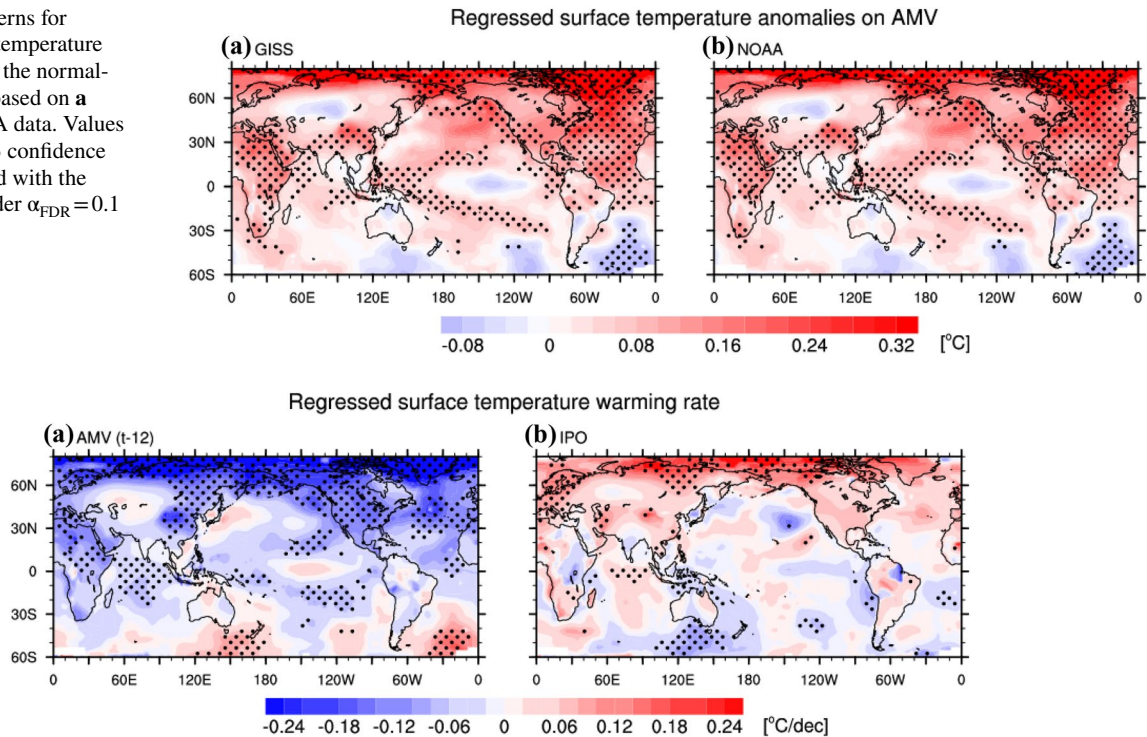 erns for
temperature
the normal-
based on a
A data. Values
confidence
d with the
der αFDR = 0.1
Regressed surface temperature anomalies on AMV
(a) GISS
(b) NOAA
60N
30N
0
30S
60S
0 60E 120E 180 120W 60W 0
0 60E 120E 180 120W 60W 0
-0.08 0 0.08 0.16 0.24 0.32 [°C]
Regressed surface temperature warming rate
(a) AMV (t-12)
(b) IPO
60N
30N
0
30S
60S
0 60E 120E 180 120W 60W 0
0 60E 120E 180 120W 60W 0
-0.24 -0.18 -0.12 -0.06 0 0.06 0.12 0.18 0.24 [°C/dec]